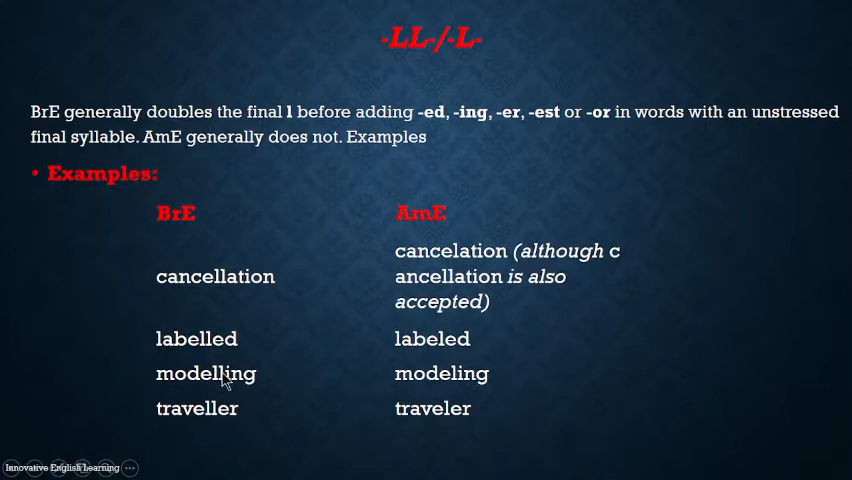 -LL-/-L-
BrE generally doubles the final l before adding -ed, -ing, -er, -est or -or in words with an unstressed
final syllable. AmE generally does not. Examples
• Examples:
BrE AmE
cancelation (although c
cancellation ancellation is also
accepted)
labelled labeled
modelling modeling
traveller traveler
Innovative English Learning